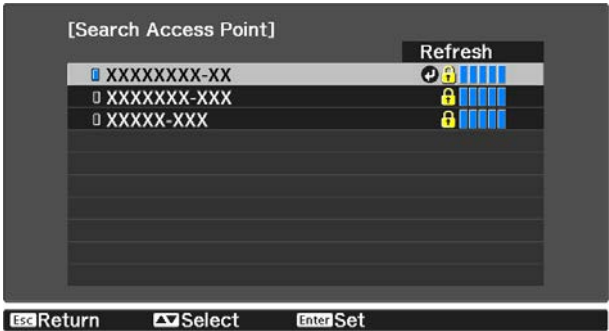 [Search Access Point]
Refresh
XXXXXXXX-XX
XXXXXXX-XXX
XXXXX-XXX
Esc Return Select Enter Set